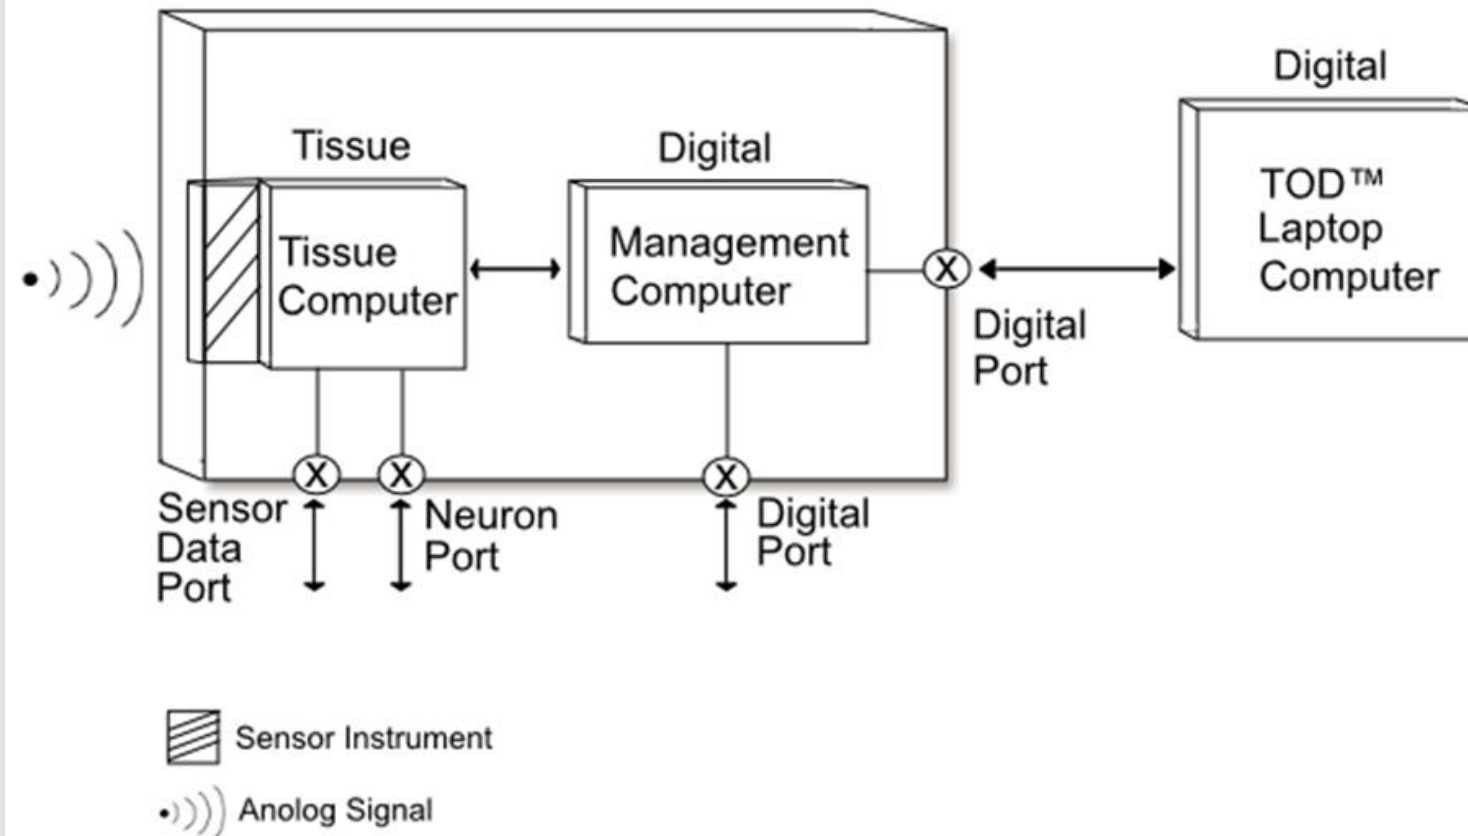 Digital
Tissue
Digital
TOD™
Laptop
Computer
Tissue
Computer
Management
Computer
X
Digital
Port
X
X
X
Sensor
Data
Port
Neuron
Port
Digital
Port
Sensor Instrument
Anolog Signal